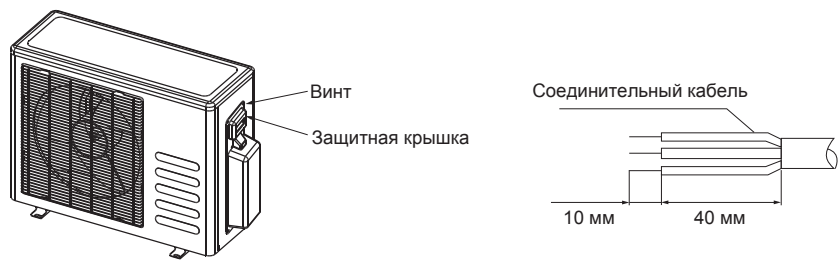 Винт
Защитная крышка
Соединительный кабель
10 мм
40 мм